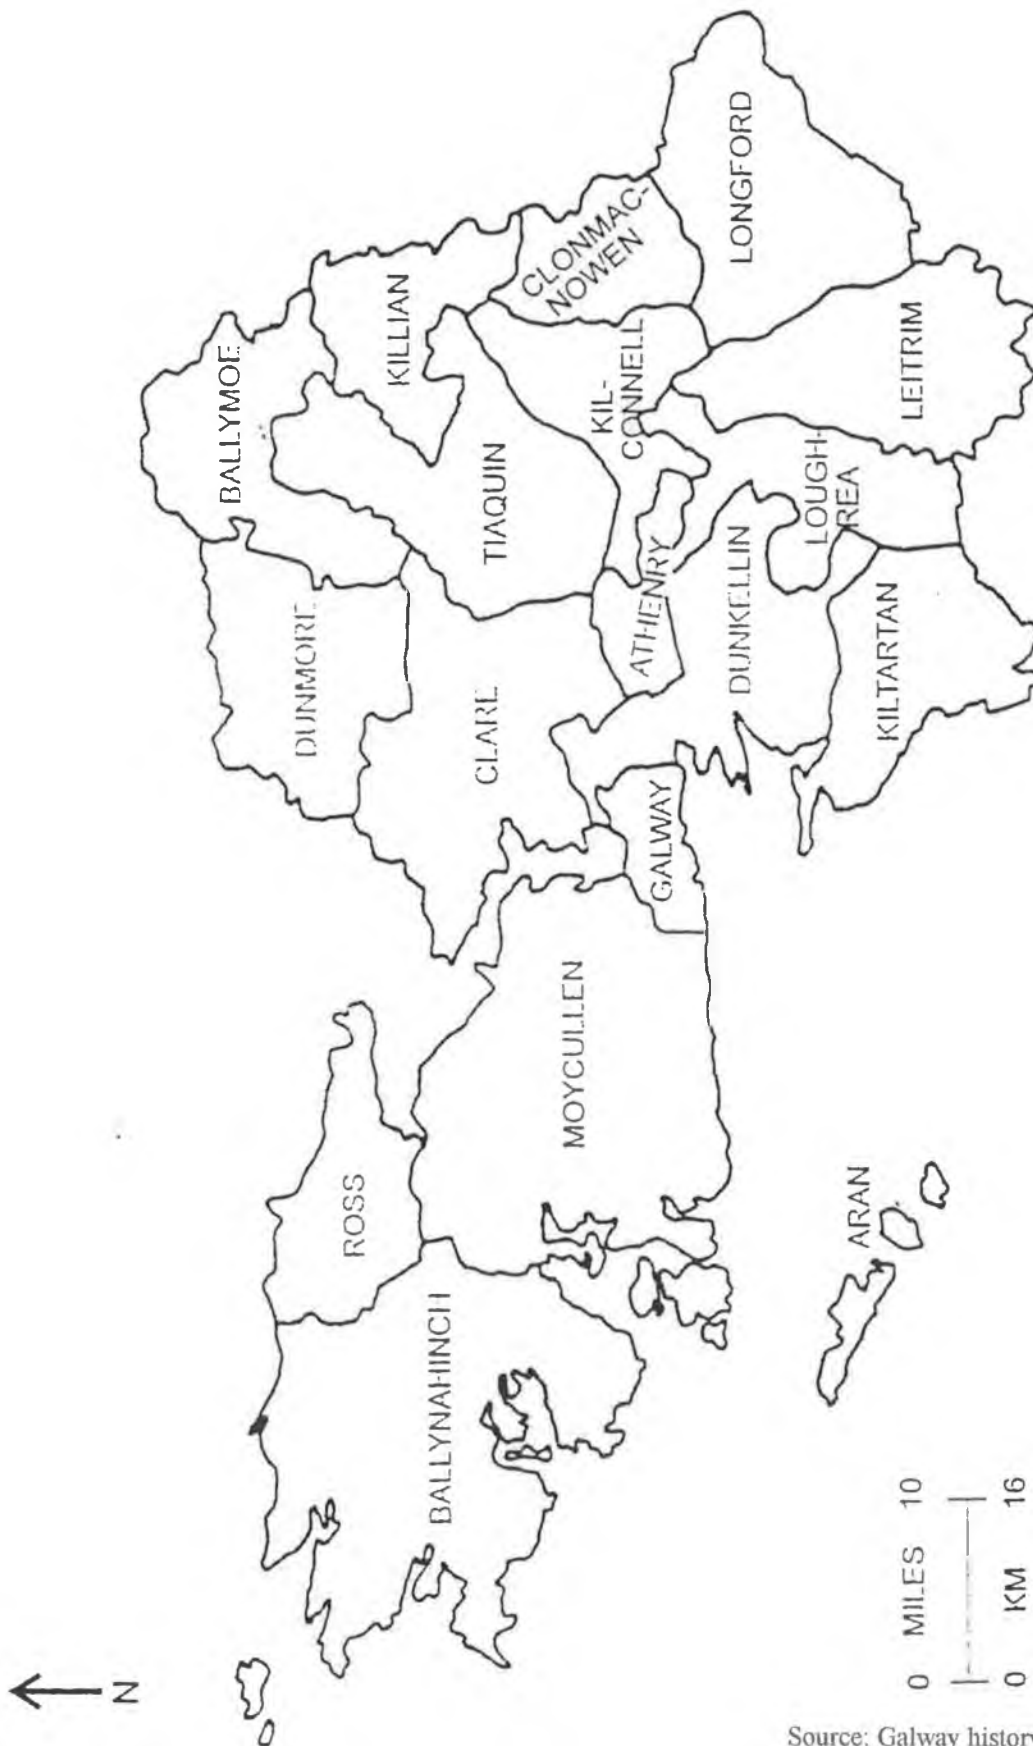 N
BALLYMOE
DUNMORE
KILLIAN
TIAQUIN
CLARE
ROSS
BALLYNAHINCH
MOYCULLEN
GALWAY
ATHENRY
KIL-
CONNELL
CLONMAC-
NOWEN
LONGFORD
LEITRIM
LOUGH-
REA
DUNKELLIN
KILTARTAN
ARAN
0 MILES 10
0 KM 16
Source: Galway history